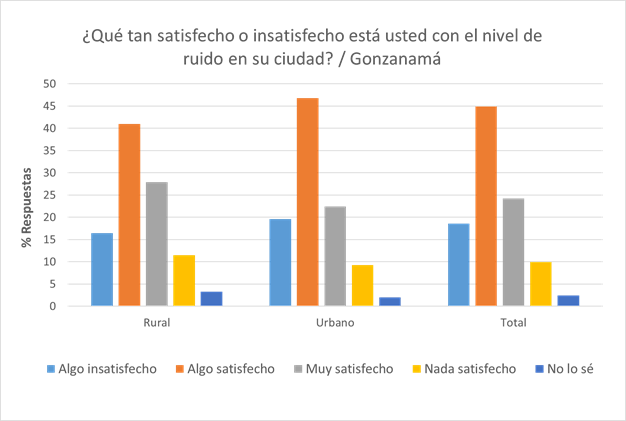 ¿Qué tan satisfecho o insatisfecho está usted con el nivel de
ruido en su ciudad? / Gonzanamá
50
45
40
35
30
25
20
15
10
5
0
% Respuestas
Rural Urbano Total
Algo insatisfecho Algo satisfecho Muy satisfecho Nada satisfecho No lo sé